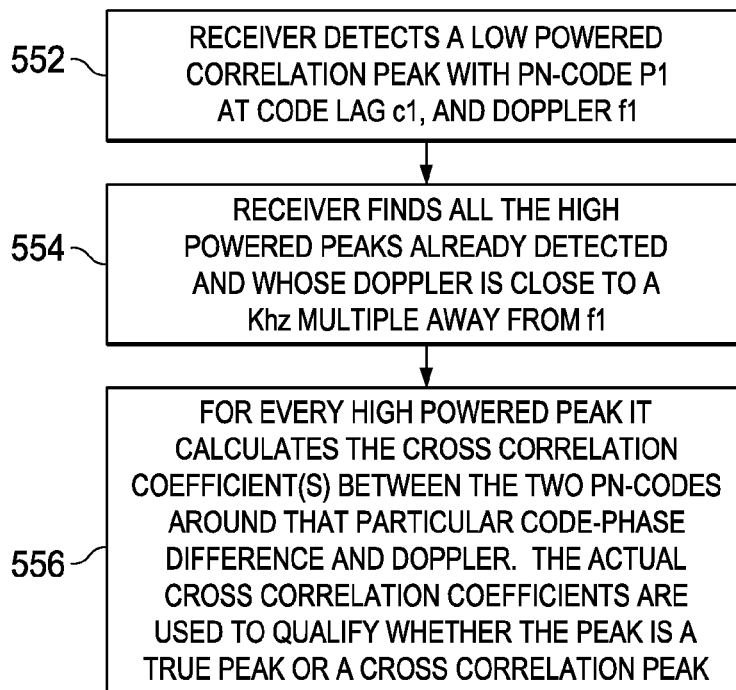 552
RECEIVER DETECTS A LOW POWERED
CORRELATION PEAK WITH PN-CODE P1
AT CODE LAG c1, AND DOPPLER f1
554
RECEIVER FINDS ALL THE HIGH
POWERED PEAKS ALREADY DETECTED
AND WHOSE DOPPLER IS CLOSE TO A
Khz MULTIPLE AWAY FROM f1
556
FOR EVERY HIGH POWERED PEAK IT
CALCULATES THE CROSS CORRELATION
COEFFICIENT(S) BETWEEN THE TWO PN-CODES
AROUND THAT PARTICULAR CODE-PHASE
DIFFERENCE AND DOPPLER. THE ACTUAL
CROSS CORRELATION COEFFICIENTS ARE
USED TO QUALIFY WHETHER THE PEAK IS A
TRUE PEAK OR A CROSS CORRELATION PEAK